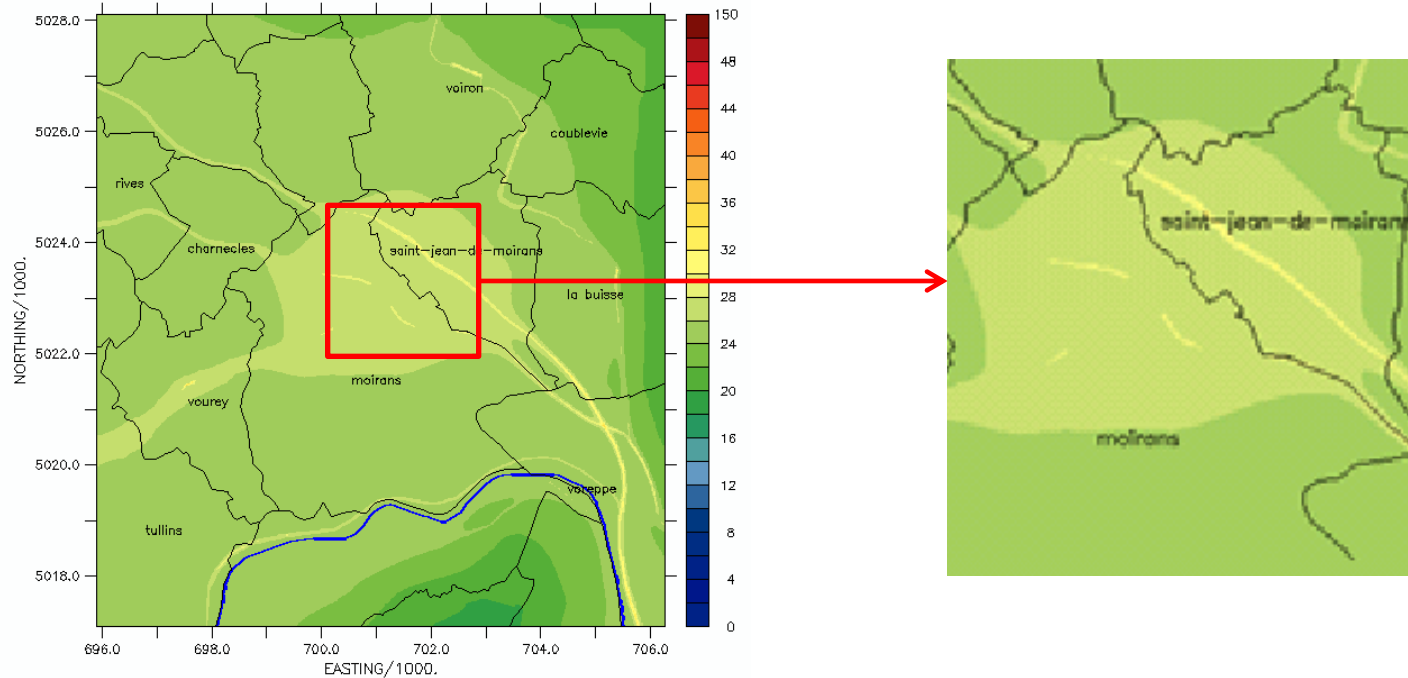 5028.0
5026.0
5024.0
5022.0
5020.0
5018.0
NORTHING/1000.
696.0
698.0
700.0
702.0
704.0
706.0
EASTING/1000.
voiron
coublevie
rives
charnecles
saint-jean-de-moirans
la buisse
moirans
vourey
voreppe
tullins
150
48
44
40
36
32
28
24
20
16
12
8
4
0
saint-jean-de-moirans
moirans